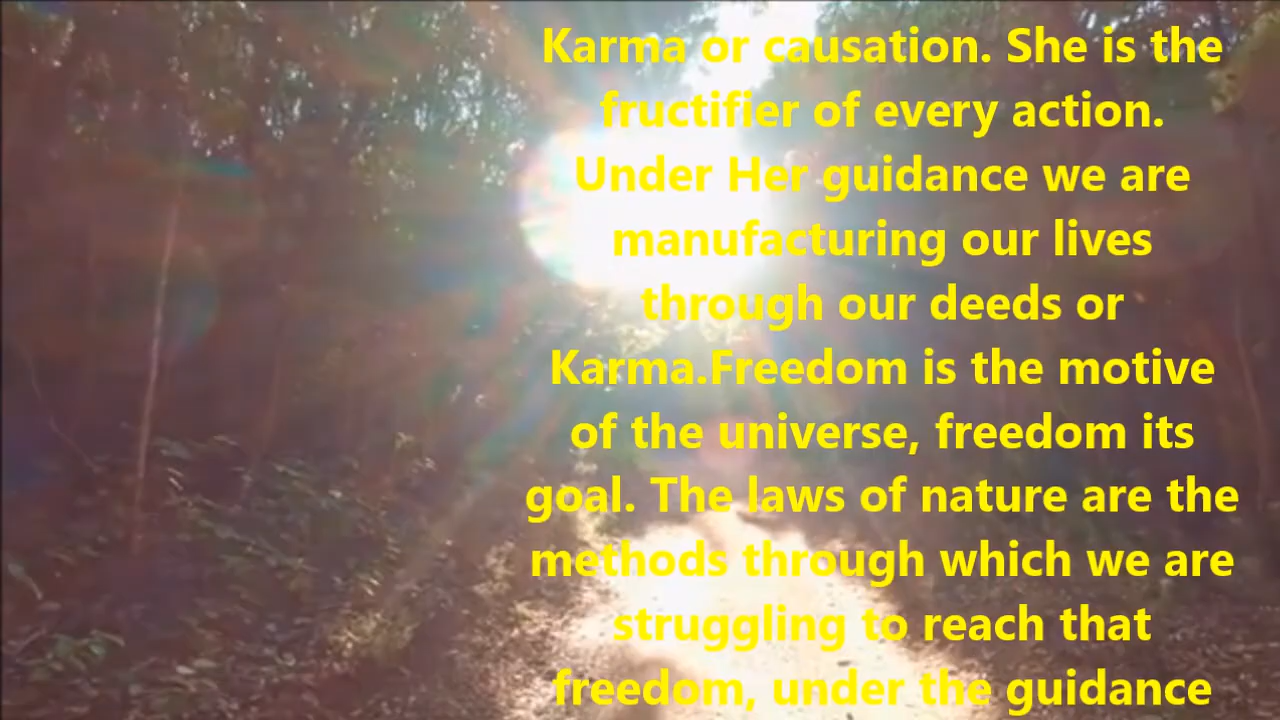 Karma or causation. She is the
fructifier of every action.
Under Her guidance we are
manufacturing our lives
through our deeds or
Karma.Freedom is the motive
of the universe, freedom its
goal. The laws of nature are the
methods through which we are
struggling to reach that
freedom, under the guidance